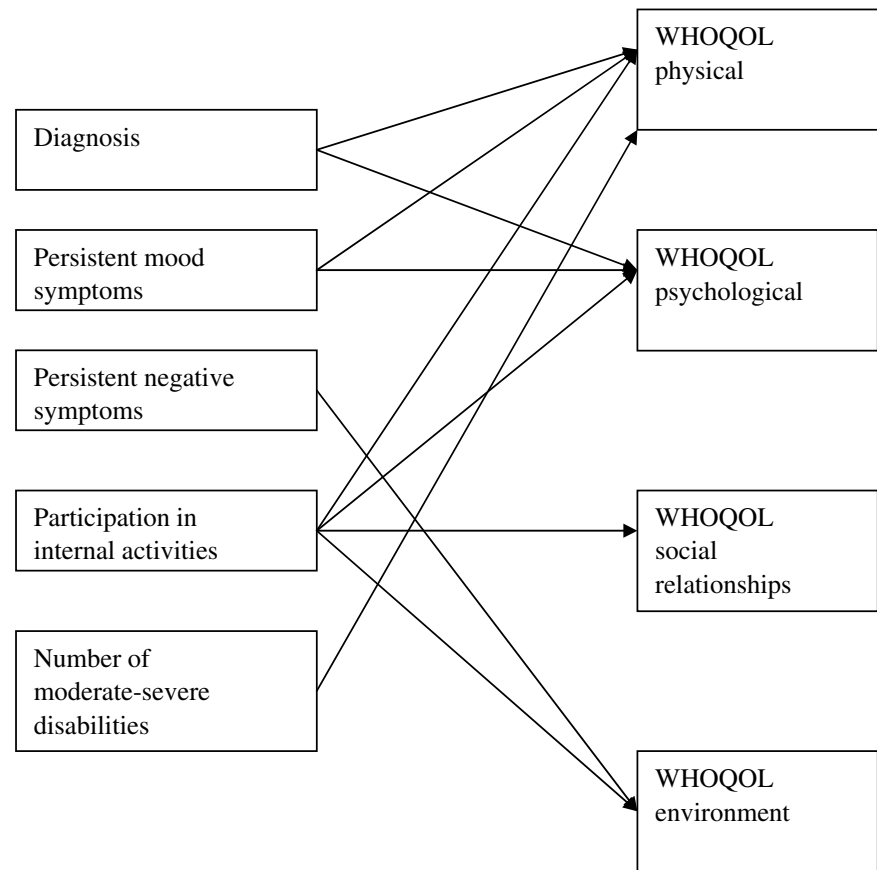 WHOQOL
physical
Diagnosis
Persistent mood
symptoms
WHOQOL
psychological
Persistent negative
symptoms
Participation in
internal activities
WHOQOL
social
relationships
Number of
moderate-severe
disabilities
WHOQOL
environment